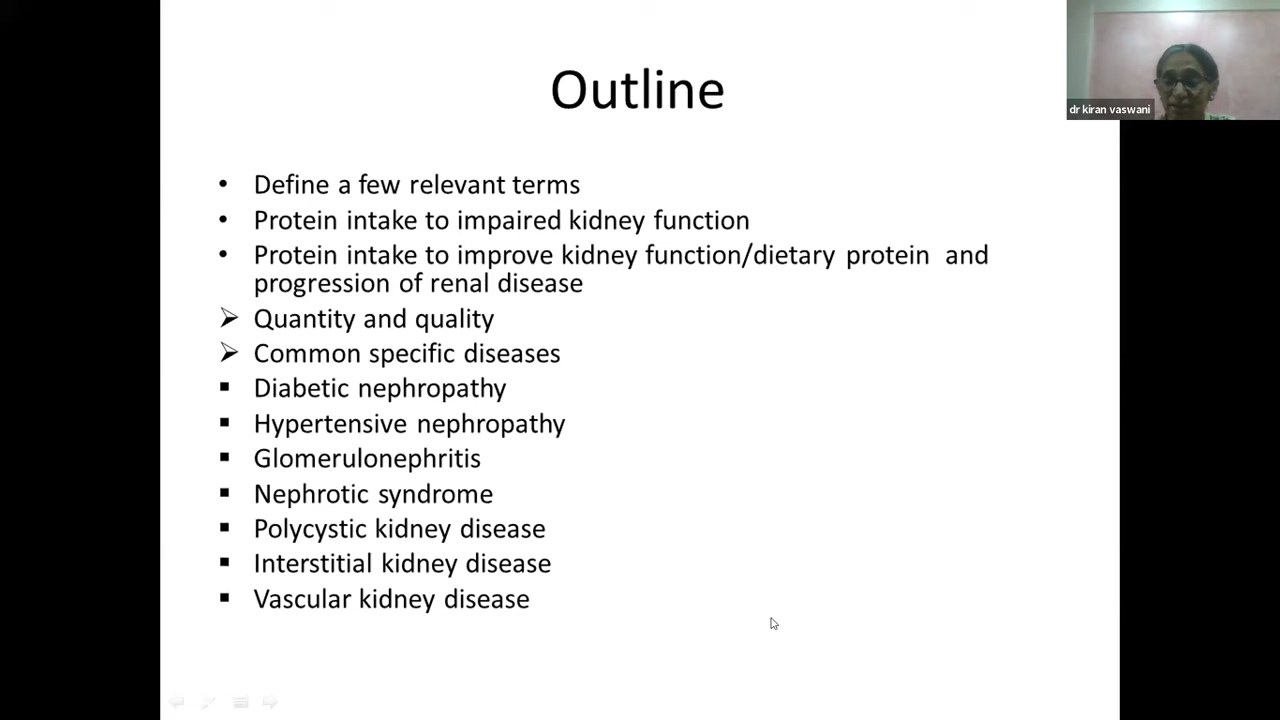 Outline
dr kiran vaswani
• Define a few relevant terms
• Protein intake to impaired kidney function
• Protein intake to improve kidney function/dietary protein and
progression of renal disease
➢ Quantity and quality
➢ Common specific diseases
▪ Diabetic nephropathy
▪ Hypertensive nephropathy
▪ Glomerulonephritis
▪ Nephrotic syndrome
▪ Polycystic kidney disease
▪ Interstitial kidney disease
▪ Vascular kidney disease